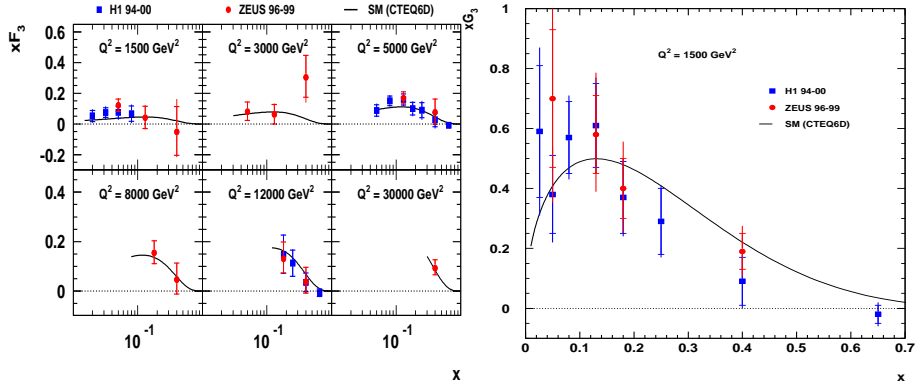 H1 94-00 ZEUS 96-99 SM (CTEQ6D)
xF₃
Q² = 1500 GeV² Q² = 3000 GeV² Q² = 5000 GeV²
0.6
0.4
0.2
0
-0.2
Q² = 8000 GeV² Q² = 12000 GeV² Q² = 30000 GeV²
0.4
0.2
0
10⁻¹ 10⁻¹ 10⁻¹
x
xG₃
Q² = 1500 GeV²
H1 94-00
ZEUS 96-99
SM (CTEQ6D)
1
0.8
0.6
0.4
0.2
0
0 0.1 0.2 0.3 0.4 0.5 0.6 0.7
x